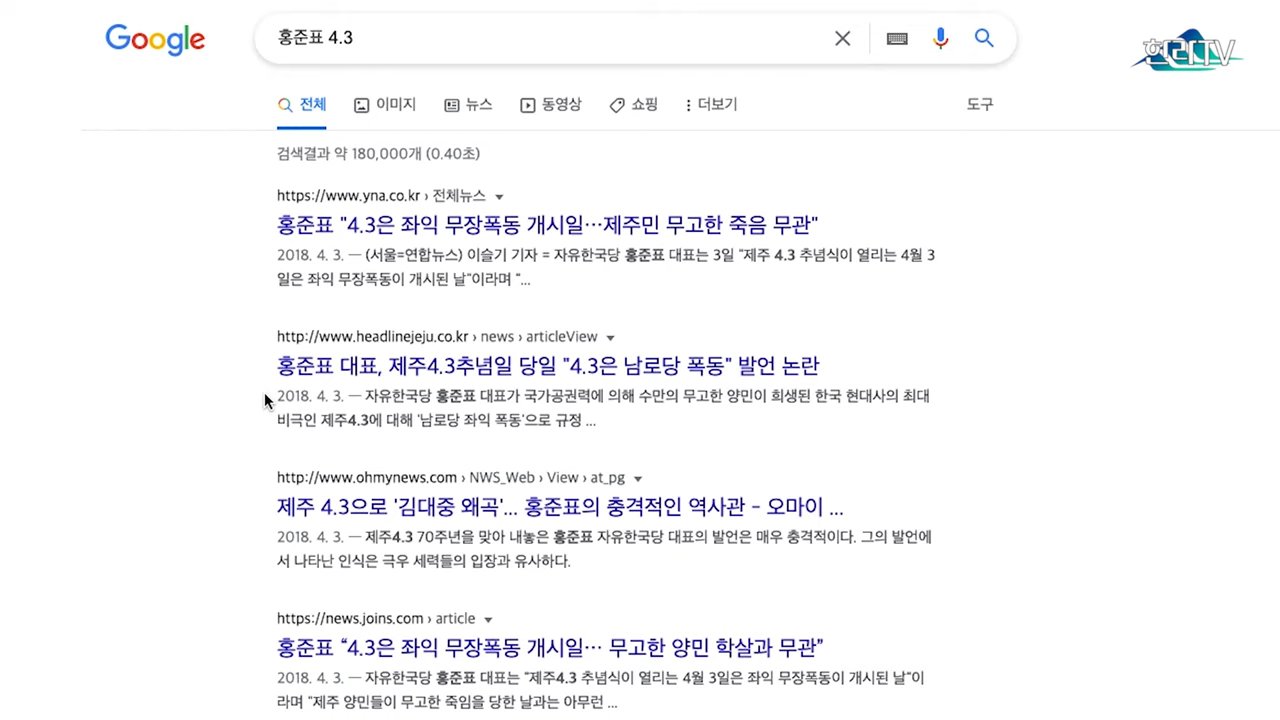 Google
홍준표 4.3
한라TV
전체 이미지 뉴스 동영상 쇼핑 더보기 도구
검색결과 약 180,000개 (0.40초)
https://www.yna.co.kr › 전체뉴스
홍준표 "4.3은 좌익 무장폭동 개시일…제주민 무고한 죽음 무관"
2018. 4. 3. — (서울=연합뉴스) 이슬기 기자 = 자유한국당 홍준표 대표는 3일 "제주 4.3 추념식이 열리는 4월 3
일은 좌익 무장폭동이 개시된 날"이라며 "...
http://www.headlinejeju.co.kr › news › articleView
홍준표 대표, 제주4.3추념일 당일 "4.3은 남로당 폭동" 발언 논란
2018. 4. 3. — 자유한국당 홍준표 대표가 국가공권력에 의해 수만의 무고한 양민이 희생된 한국 현대사의 최대
비극인 제주4.3에 대해 '남로당 좌익 폭동'으로 규정 ...
http://www.ohmynews.com › NWS_Web › View › at_pg
제주 4.3으로 '김대중 왜곡'... 홍준표의 충격적인 역사관 - 오마이 ...
2018. 4. 3. — 제주4.3 70주년을 맞아 내놓은 홍준표 자유한국당 대표의 발언은 매우 충격적이다. 그의 발언에
서 나타난 인식은 극우 세력들의 입장과 유사하다.
https://news.joins.com › article
홍준표 “4.3은 좌익 무장폭동 개시일… 무고한 양민 학살과 무관”
2018. 4. 3. — 자유한국당 홍준표 대표는 "제주4.3 추념식이 열리는 4월 3일은 좌익 무장폭동이 개시된 날"이
라며 "제주 양민들이 무고한 죽임을 당한 날과는 아무런 ...